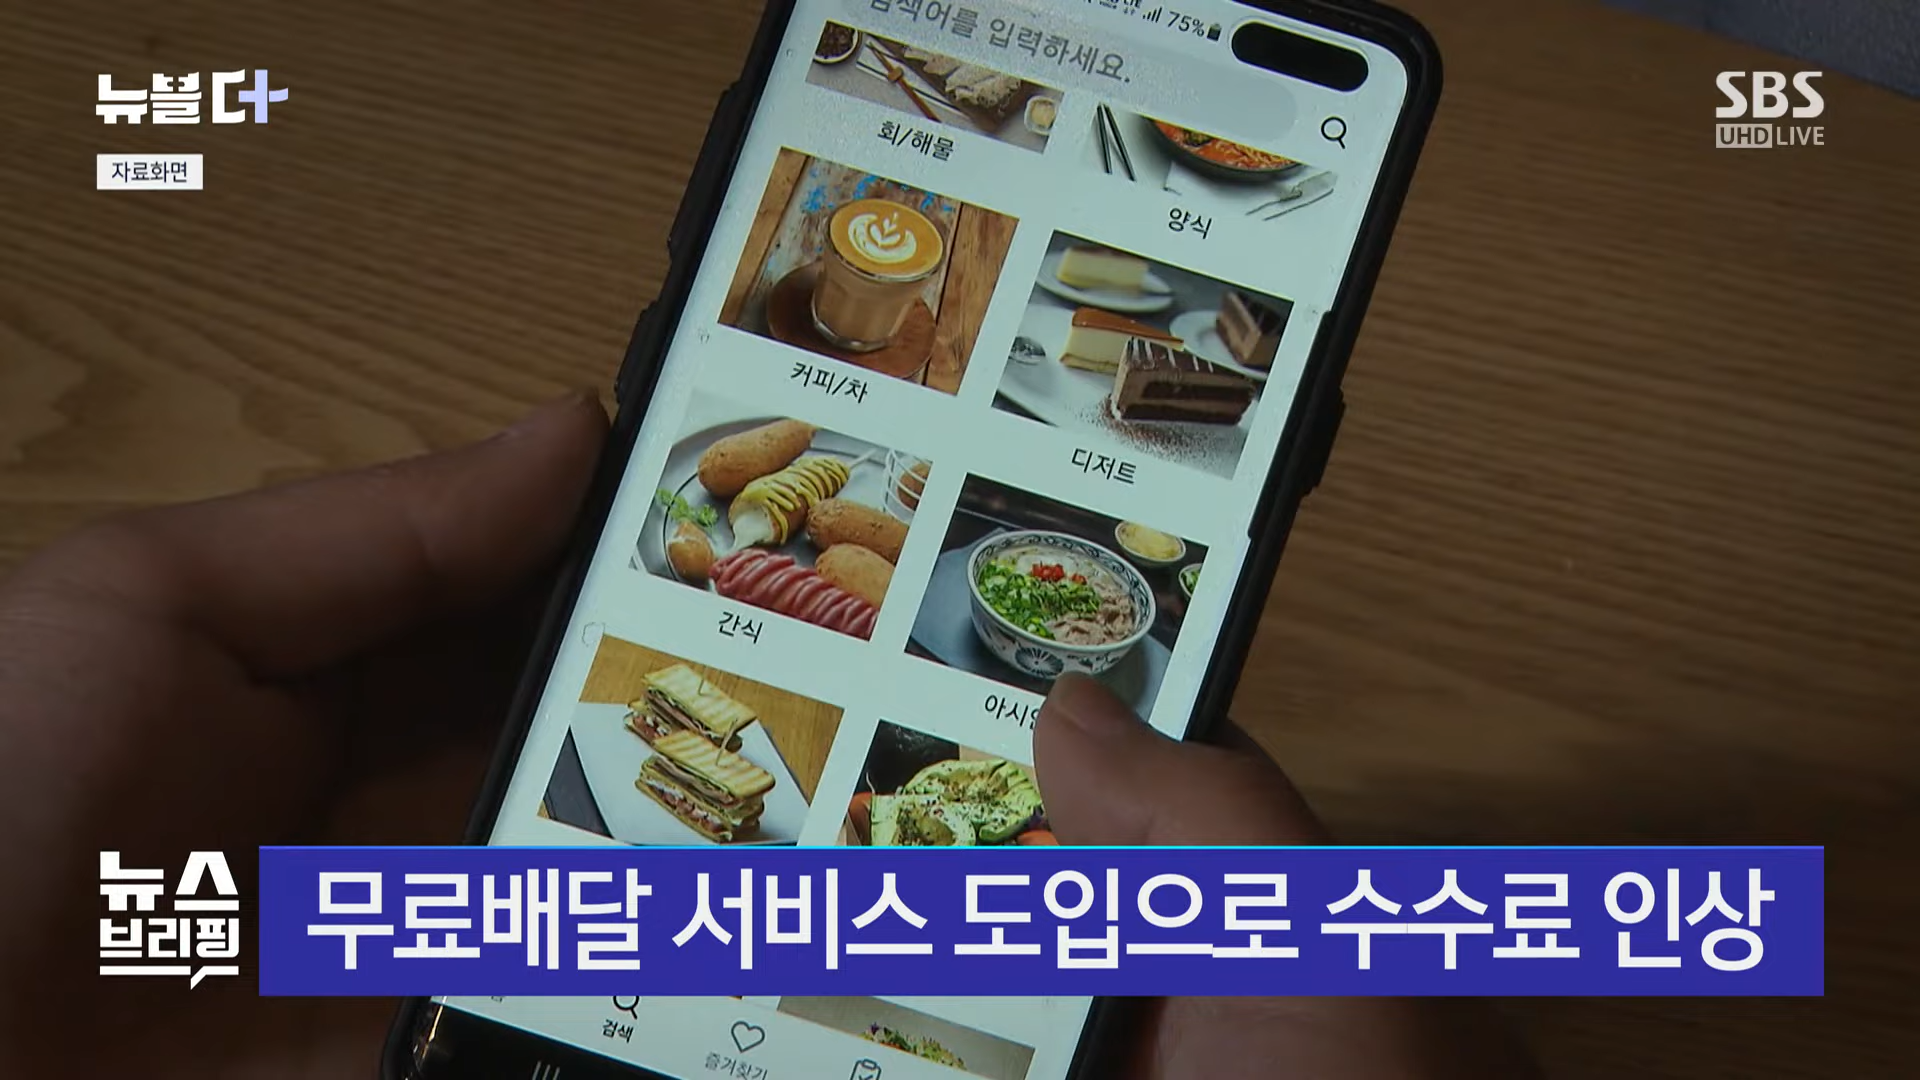 뉴블더
자료화면
SBS
UHD LIVE
75%
검색어를 입력하세요.
회/해물
양식
커피/차
디저트
간식
아시안
뉴스
브리핑
무료배달 서비스 도입으로 수수료 인상
검색
즐겨찾기